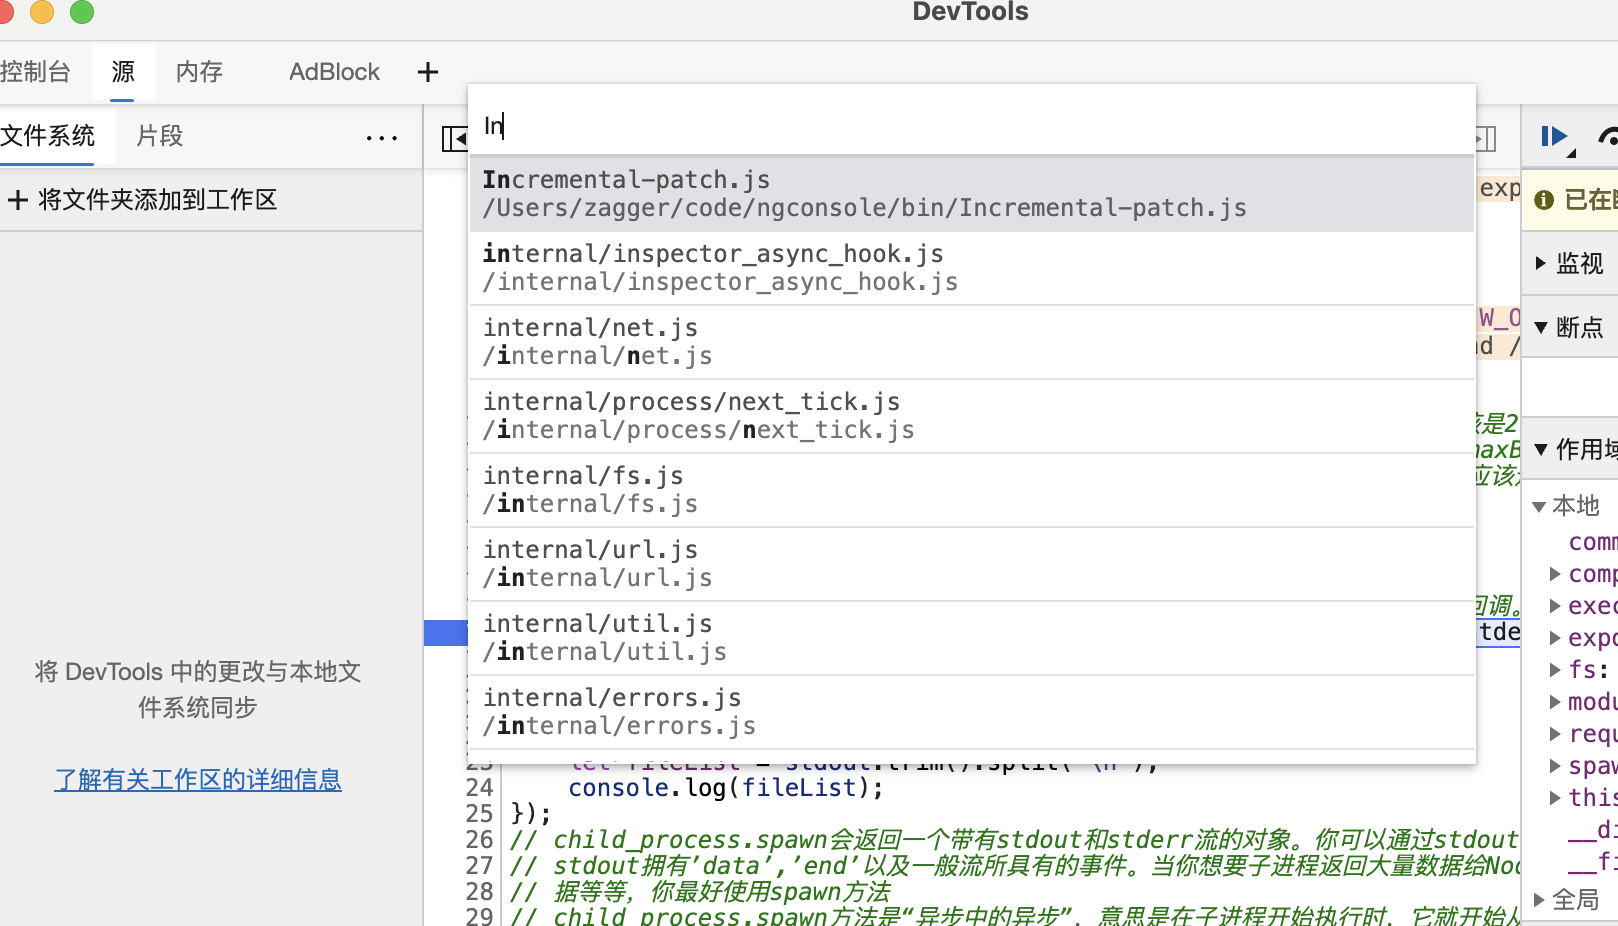 DevTools
控制台 源 内存 AdBlock +
文件系统 片段 ...
+ 将文件夹添加到工作区
将 DevTools 中的更改与本地文
件系统同步
了解有关工作区的详细信息
In
Incremental-patch.js
/Users/zagger/code/ngconsole/bin/Incremental-patch.js
internal/inspector_async_hook.js
/internal/inspector_async_hook.js
internal/net.js
/internal/net.js
internal/process/next_tick.js
/internal/process/next_tick.js
internal/fs.js
/internal/fs.js
internal/url.js
/internal/url.js
internal/util.js
/internal/util.js
internal/errors.js
/internal/errors.js
24 console.log(fileList);
25 });
26 // child_process.spawn会返回一个带有stdout和stderr流的对象。你可以通过stdout
27 // stdout拥有'data','end'以及一般流所具有的事件。当你想要子进程返回大量数据给Nod
28 // 据等等，你最好使用spawn方法
29 // child_process.spawn方法是“异步中的异步”，意思是在子进程开始执行时，它就开始从
exp
W_O
是2
应该
回调。
tde
已在
监视
断点
作用域
本地
comm
comp
exec
expo
fs:
modu
requ
spaw
this
__di
__fi
全局